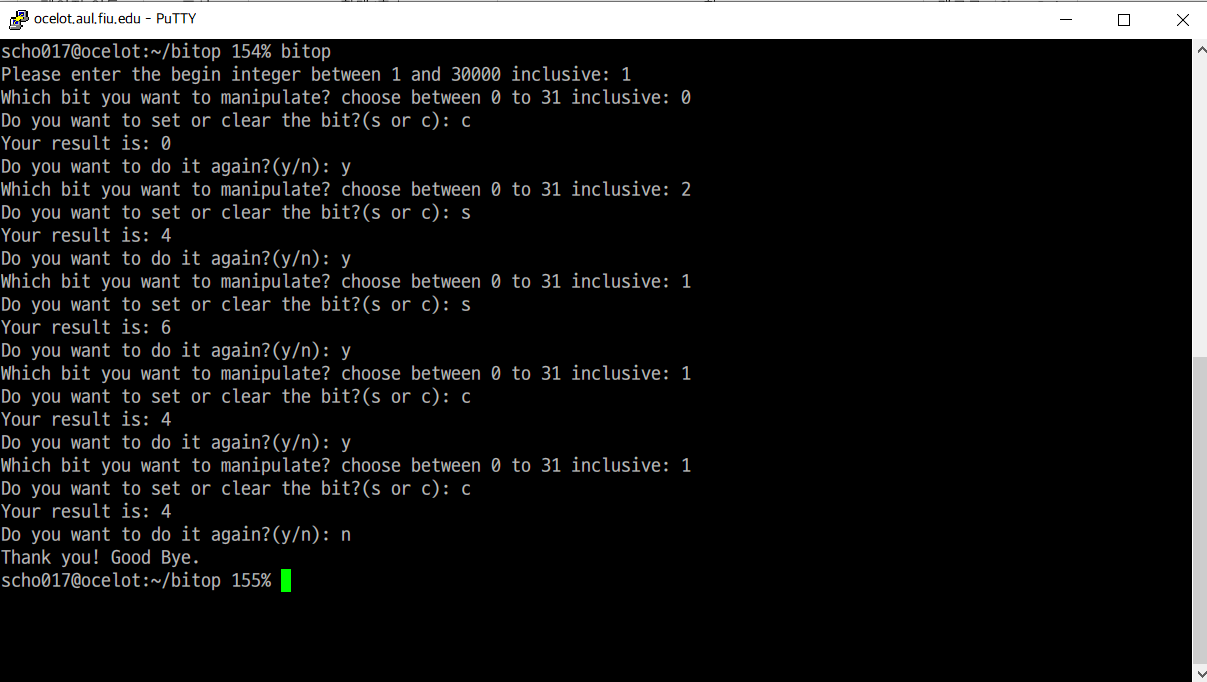 ocelot.aul.fiu.edu - PuTTY
scho017@ocelot:~/bitop 154% bitop
Please enter the begin integer between 1 and 30000 inclusive: 1
Which bit you want to manipulate? choose between 0 to 31 inclusive: 0
Do you want to set or clear the bit?(s or c): c
Your result is: 0
Do you want to do it again?(y/n): y
Which bit you want to manipulate? choose between 0 to 31 inclusive: 2
Do you want to set or clear the bit?(s or c): s
Your result is: 4
Do you want to do it again?(y/n): y
Which bit you want to manipulate? choose between 0 to 31 inclusive: 1
Do you want to set or clear the bit?(s or c): s
Your result is: 6
Do you want to do it again?(y/n): y
Which bit you want to manipulate? choose between 0 to 31 inclusive: 1
Do you want to set or clear the bit?(s or c): c
Your result is: 4
Do you want to do it again?(y/n): y
Which bit you want to manipulate? choose between 0 to 31 inclusive: 1
Do you want to set or clear the bit?(s or c): c
Your result is: 4
Do you want to do it again?(y/n): n
Thank you! Good Bye.
scho017@ocelot:~/bitop 155%